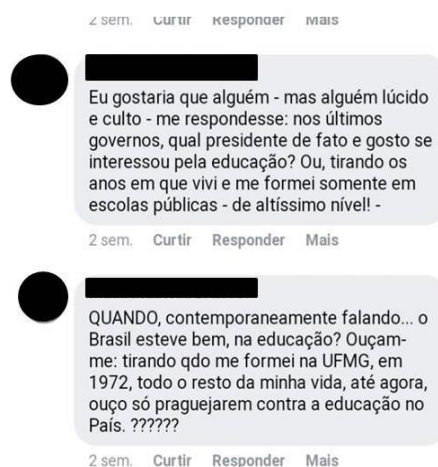 2 sem. Curtir Responder Mais
Eu gostaria que alguém - mas alguém lúcido
e culto - me respondesse: nos últimos
governos, qual presidente de fato e gosto se
interessou pela educação? Ou, tirando os
anos em que vivi e me formei somente em
escolas públicas - de altíssimo nível! -
2 sem. Curtir Responder Mais
QUANDO, contemporaneamente falando... o
Brasil esteve bem, na educação? Ouçam-
me: tirando qdo me formei na UFMG, em
1972, todo o resto da minha vida, até agora,
ouço só praguejarem contra a educação no
País. ??????
2 sem. Curtir Responder Mais